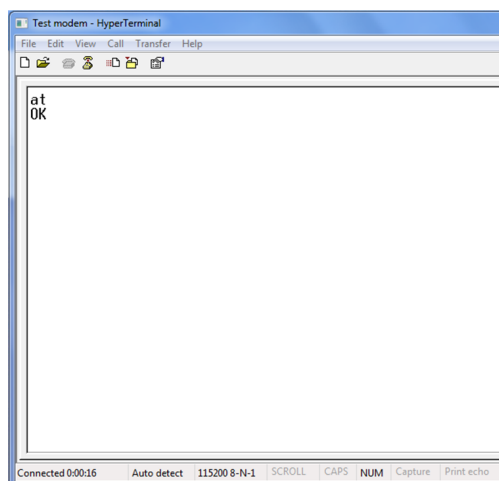 Test modem - HyperTerminal
File Edit View Call Transfer Help
at
OK
Connected 0:00:16 Auto detect 115200 8-N-1 SCROLL CAPS NUM Capture Print echo